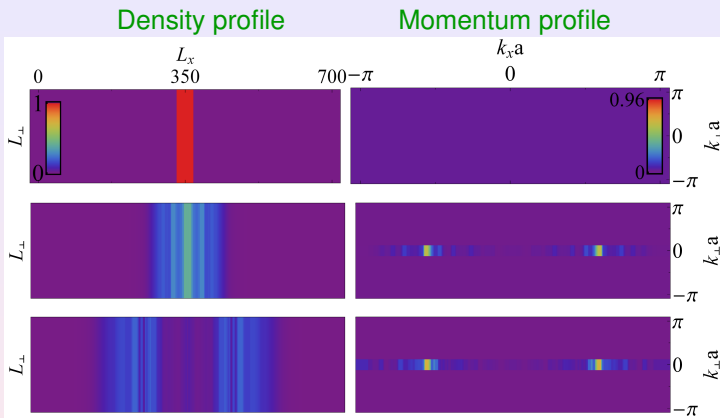 Density profile Momentum profile
L_x k_x a
0 350 700 −π 0 π
1 0.96 π
L_⊥ 0 k_⊥a
0 0 −π
π
L_⊥ 0 k_⊥a
−π
π
L_⊥ 0 k_⊥a
−π